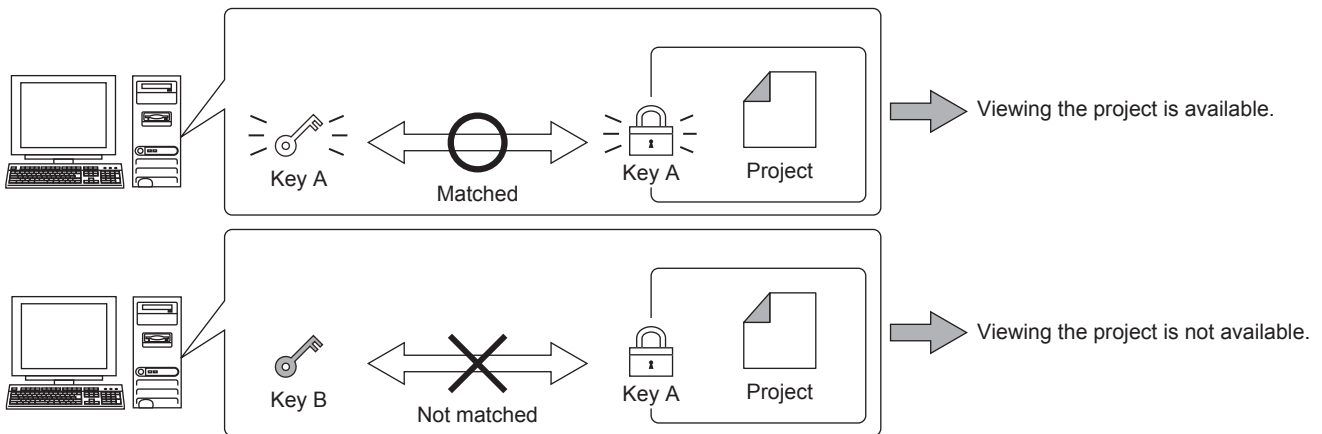 Key A
Matched
Key A
Project
Viewing the project is available.
Key B
Not matched
Key A
Project
Viewing the project is not available.